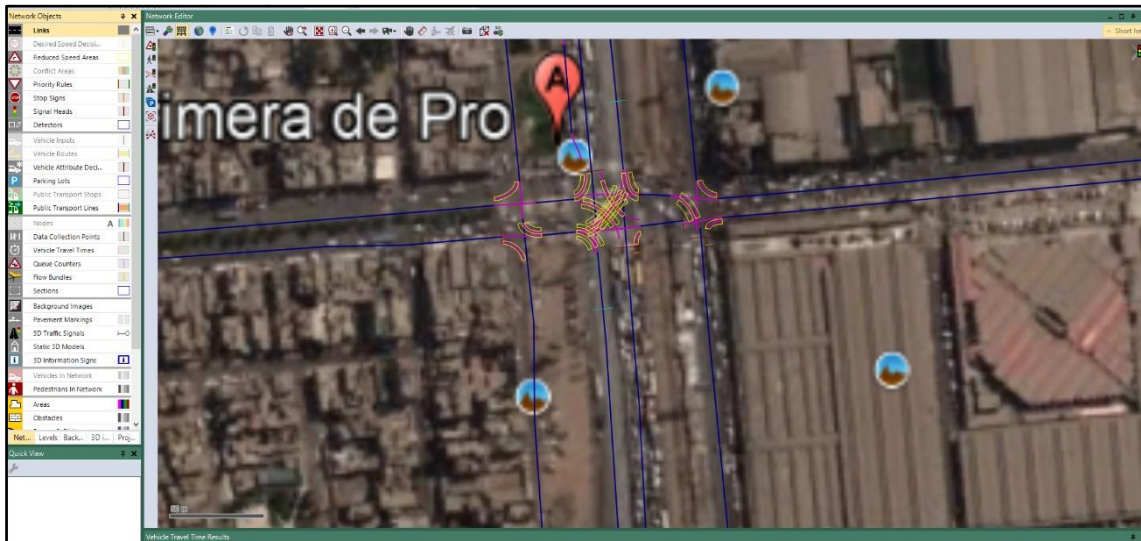 Network Objects
Network Editor
Links
Desired Speed Decisi...
Reduced Speed Areas
Conflict Areas
Priority Rules
Stop Signs
Signal Heads
Detectors
Vehicle Inputs
Vehicle Routes
Vehicle Attribute Deci...
Parking Lots
Public Transport Stops
Public Transport Lines
Nodes A
Data Collection Points
Vehicle Travel Times
Queue Counters
Flow Bundles
Sections
Background Images
Pavement Markings
3D Traffic Signals
Static 3D Models
3D Information Signs
Vehicles In Network
Pedestrians In Network
Areas
Obstacles
Net... Levels Back... 3D i... Proj...
Quick View
Short he
A
imera de Pro
50 m
Vehicle Travel Time Results